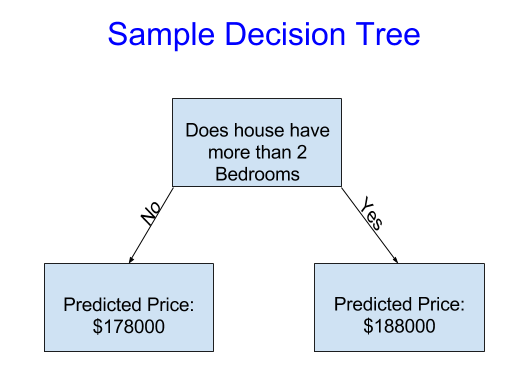 Sample Decision Tree
Does house have
more than 2
Bedrooms
No
Yes
Predicted Price:
$178000
Predicted Price:
$188000